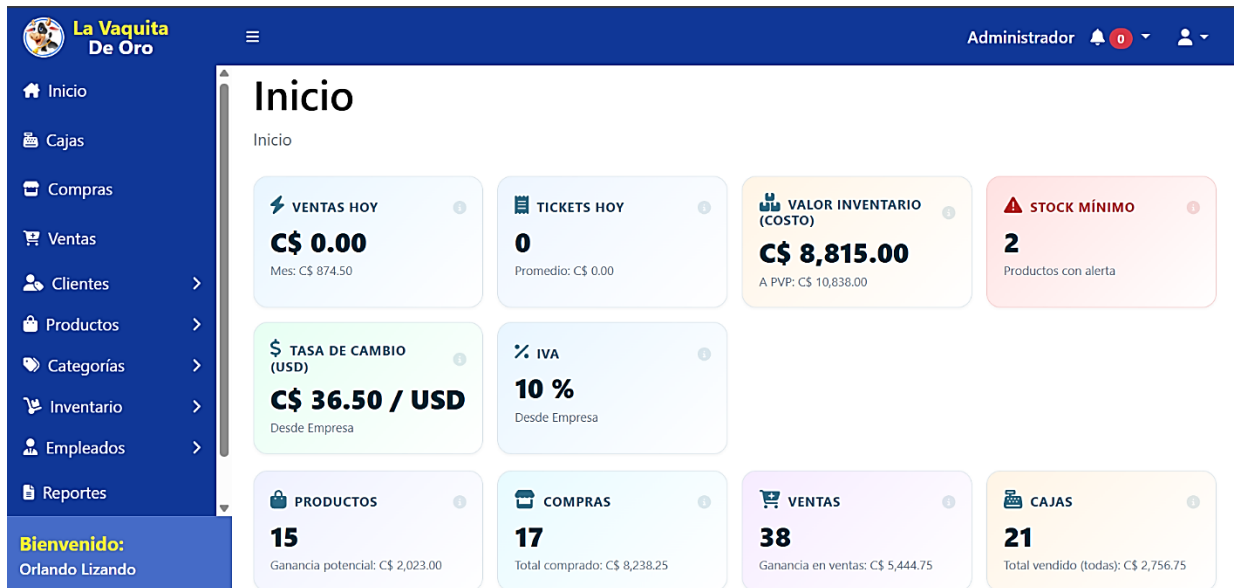 La Vaquita
De Oro
Administrador 0
Inicio
Cajas
Compras
Ventas
Clientes
Productos
Categorías
Inventario
Empleados
Reportes
Bienvenido:
Orlando Lizando
Inicio
Inicio
VENTAS HOY
C$ 0.00
Mes: C$ 874.50
TICKETS HOY
0
Promedio: C$ 0.00
VALOR INVENTARIO
(COSTO)
C$ 8,815.00
A PVP: C$ 10,838.00
STOCK MÍNIMO
2
Productos con alerta
TASA DE CAMBIO
(USD)
C$ 36.50 / USD
Desde Empresa
IVA
10 %
Desde Empresa
PRODUCTOS
15
Ganancia potencial: C$ 2,023.00
COMPRAS
17
Total comprado: C$ 8,238.25
VENTAS
38
Ganancia en ventas: C$ 5,444.75
CAJAS
21
Total vendido (todas): C$ 2,756.75